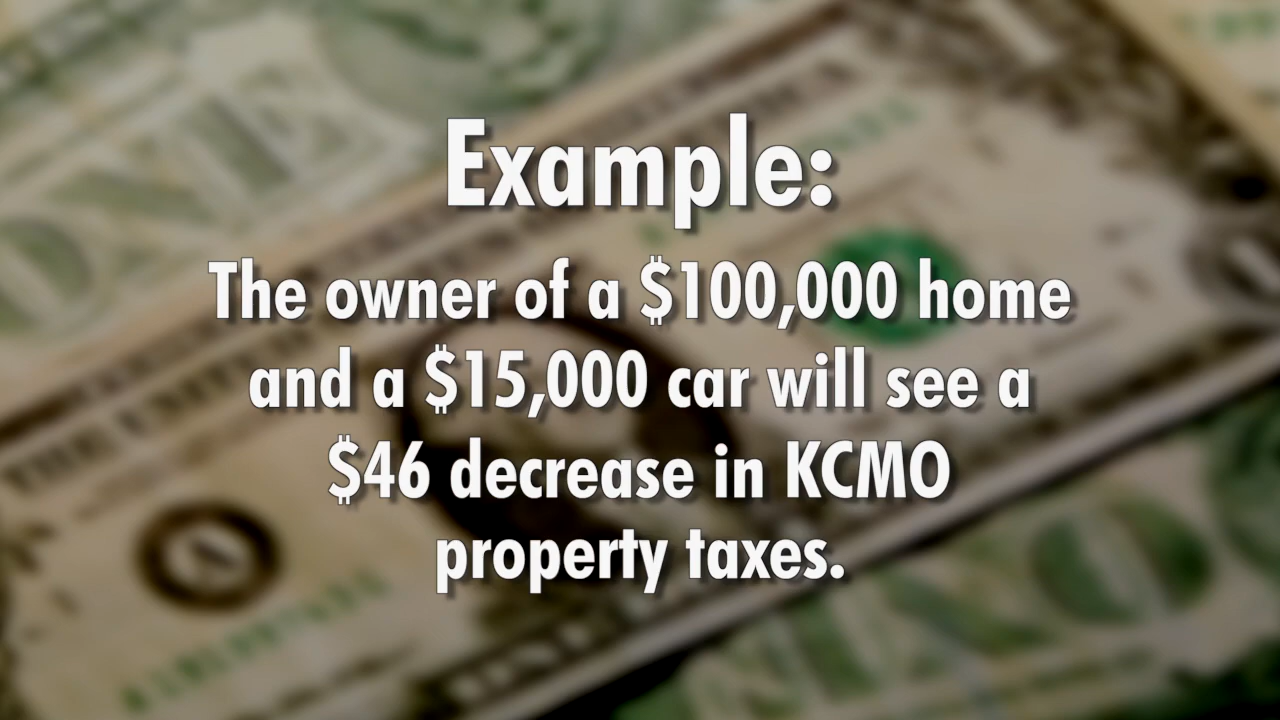 Example:
The owner of a $100,000 home
and a $15,000 car will see a
$46 decrease in KCMO
property taxes.